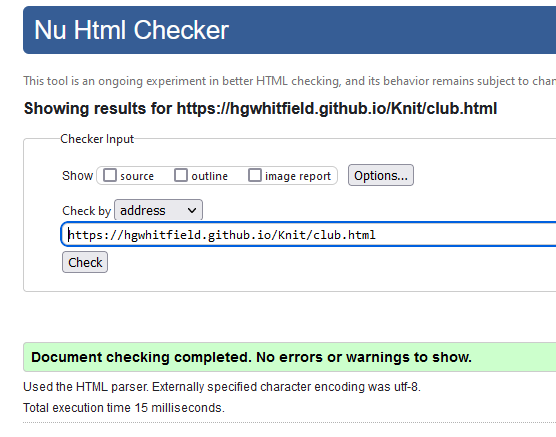 Nu Html Checker
This tool is an ongoing experiment in better HTML checking, and its behavior remains subject to
Showing results for https://hgwhitfield.github.io/Knit/club.html
Checker Input
Show source outline image report Options...
Check by address
https://hgwhitfield.github.io/Knit/club.html
Check
Document checking completed. No errors or warnings to show.
Used the HTML parser. Externally specified character encoding was utf-8.
Total execution time 15 milliseconds.